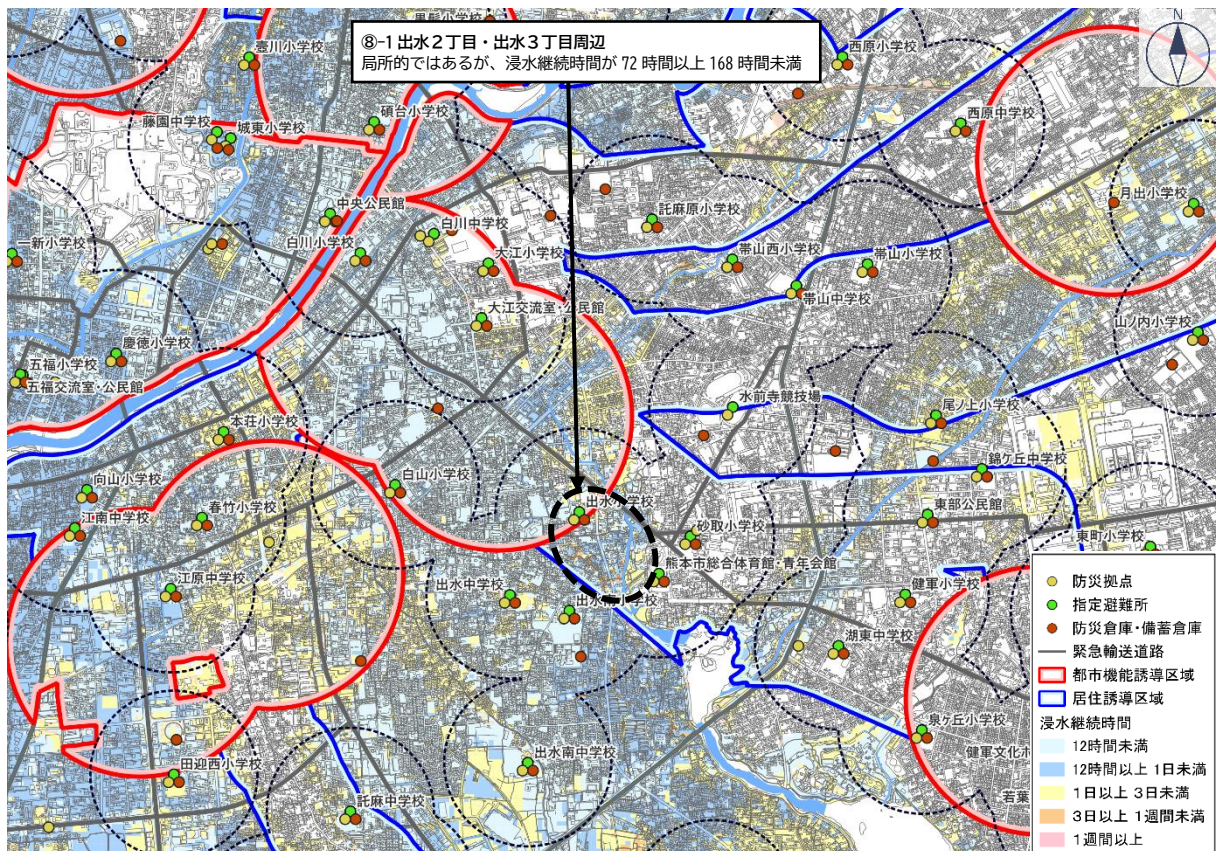 黒髪小学校
⑧-1 出水２丁目・出水３丁目周辺
局所的ではあるが、浸水継続時間が 72 時間以上 168 時間未満
N
壺川小学校
西原小学校
藤園中学校
城東小学校
碩台小学校
西原中学校
月出小学校
中央公民館
託麻原小学校
白川中学校
一新小学校
白川小学校
大江小学校
帯山西小学校
帯山小学校
帯山中学校
大江交流室・公民館
山ノ内小学校
慶徳小学校
五福小学校
五福交流室・公民館
水前寺競技場
尾ノ上小学校
本荘小学校
錦ケ丘中学校
向山小学校
白山小学校
出水小学校
春竹小学校
江南中学校
砂取小学校
東部公民館
東町小学校
熊本市総合体育館・青年会館
江原中学校
出水中学校
健軍小学校
出水南小学校
湖東中学校
泉ケ丘小学校
出水南中学校
健軍文化ホ
田迎西小学校
若葉
託麻中学校
防災拠点
指定避難所
防災倉庫・備蓄倉庫
緊急輸送道路
都市機能誘導区域
居住誘導区域
浸水継続時間
12時間未満
12時間以上 1日未満
1日以上 3日未満
3日以上 1週間未満
1週間以上